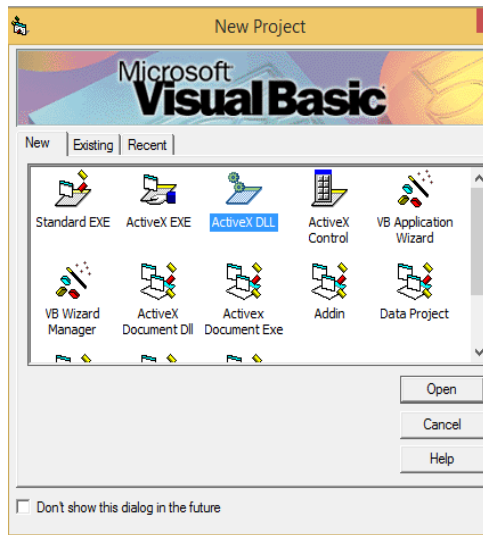 New Project
Microsoft
Visual Basic
New Existing Recent
Standard EXE ActiveX EXE ActiveX DLL ActiveX Control VB Application Wizard
VB Wizard Manager ActiveX Document Dll Activex Document Exe Addin Data Project
Open
Cancel
Help
Don't show this dialog in the future